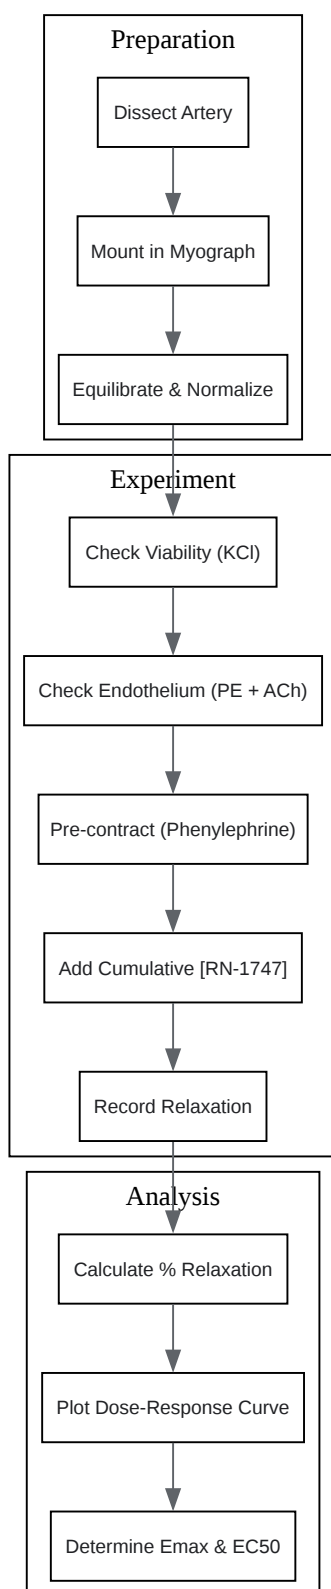 Preparation
Dissect Artery
Mount in Myograph
Equilibrate & Normalize
Experiment
Check Viability (KCl)
Check Endothelium (PE + ACh)
Pre-contract (Phenylephrine)
Add Cumulative [RN-1747]
Record Relaxation
Analysis
Calculate % Relaxation
Plot Dose-Response Curve
Determine Emax & EC50